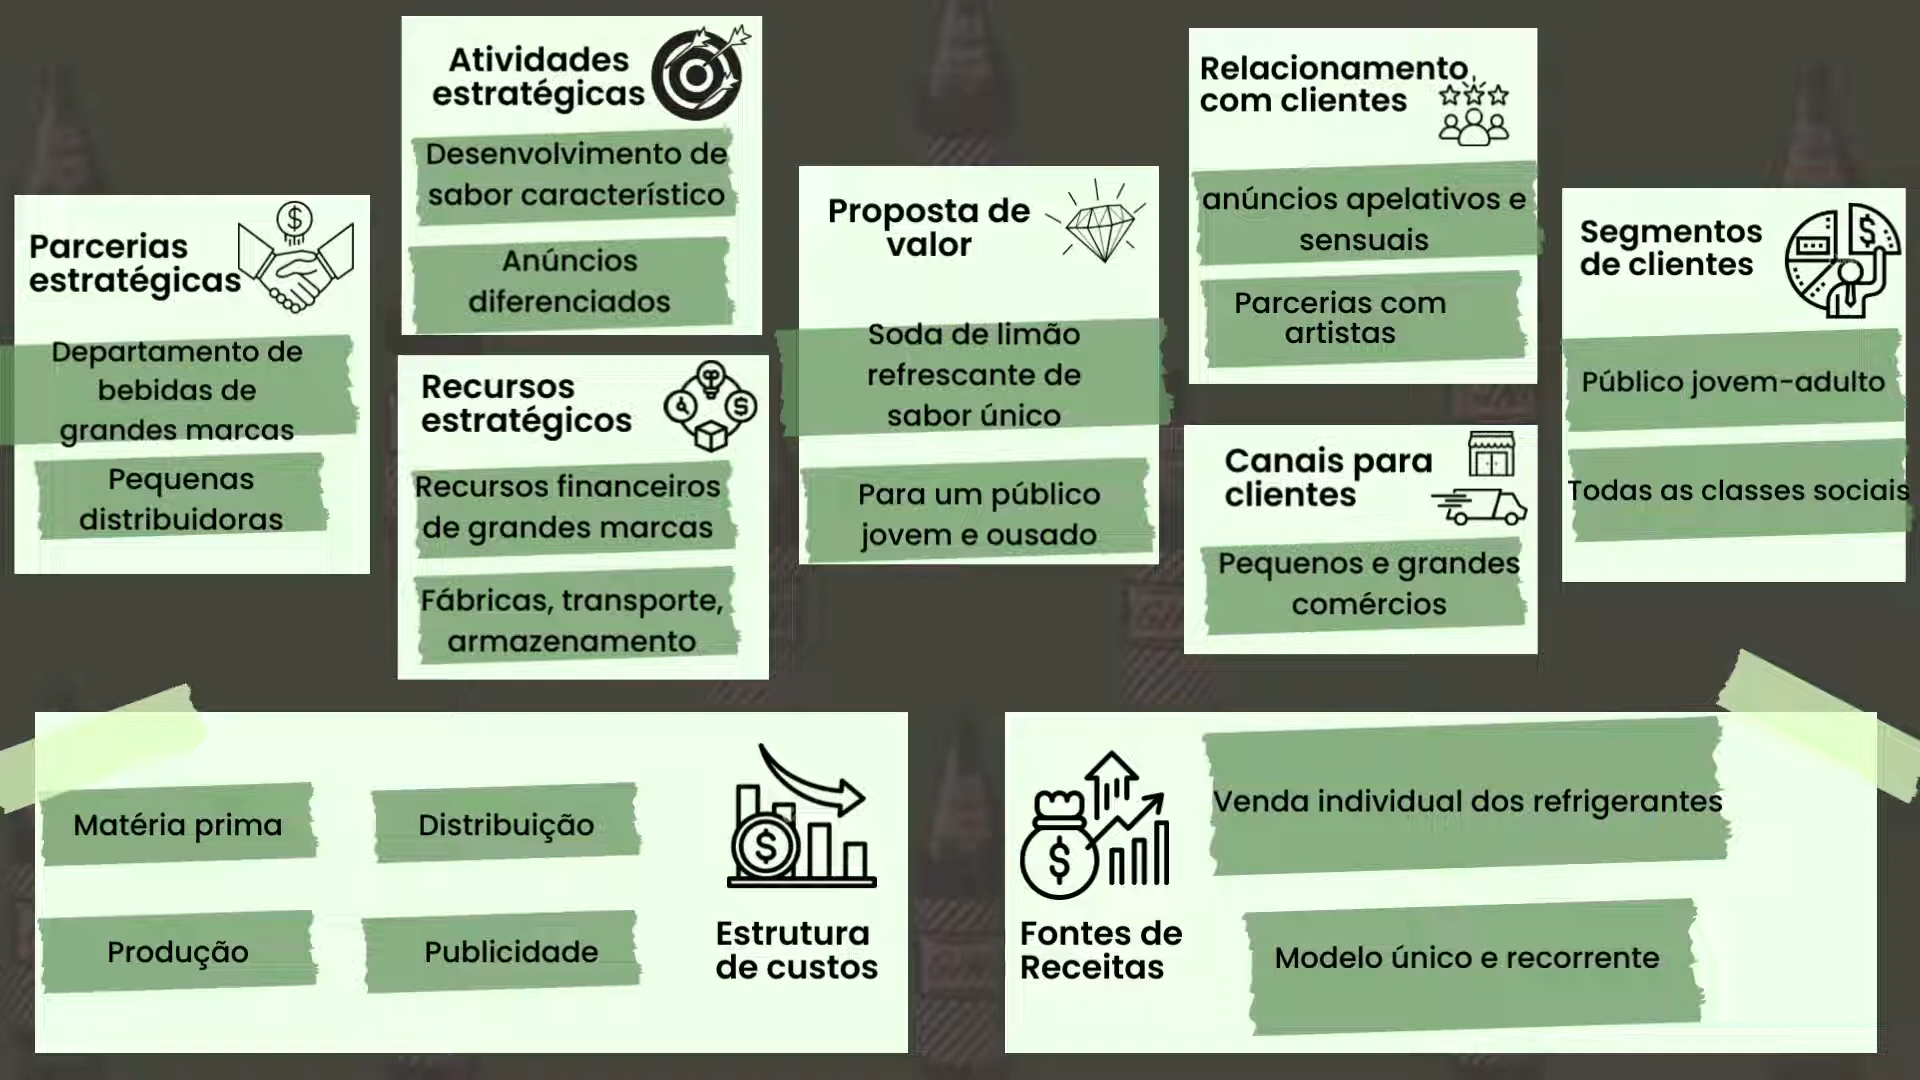 Parcerias
estratégicas
Departamento de
bebidas de
grandes marcas
Pequenas
distribuidoras
Atividades
estratégicas
Desenvolvimento de
sabor característico
Anúncios
diferenciados
Recursos
estratégicos
Recursos financeiros
de grandes marcas
Fábricas, transporte,
armazenamento
Proposta de
valor
Soda de limão
refrescante de
sabor único
Para um público
jovem e ousado
Relacionamento
com clientes
anúncios apelativos e
sensuais
Parcerias com
artistas
Canais para
clientes
Pequenos e grandes
comércios
Segmentos
de clientes
Público jovem-adulto
Todas as classes sociais
Matéria prima
Distribuição
Produção
Publicidade
Estrutura
de custos
Fontes de
Receitas
Venda individual dos refrigerantes
Modelo único e recorrente